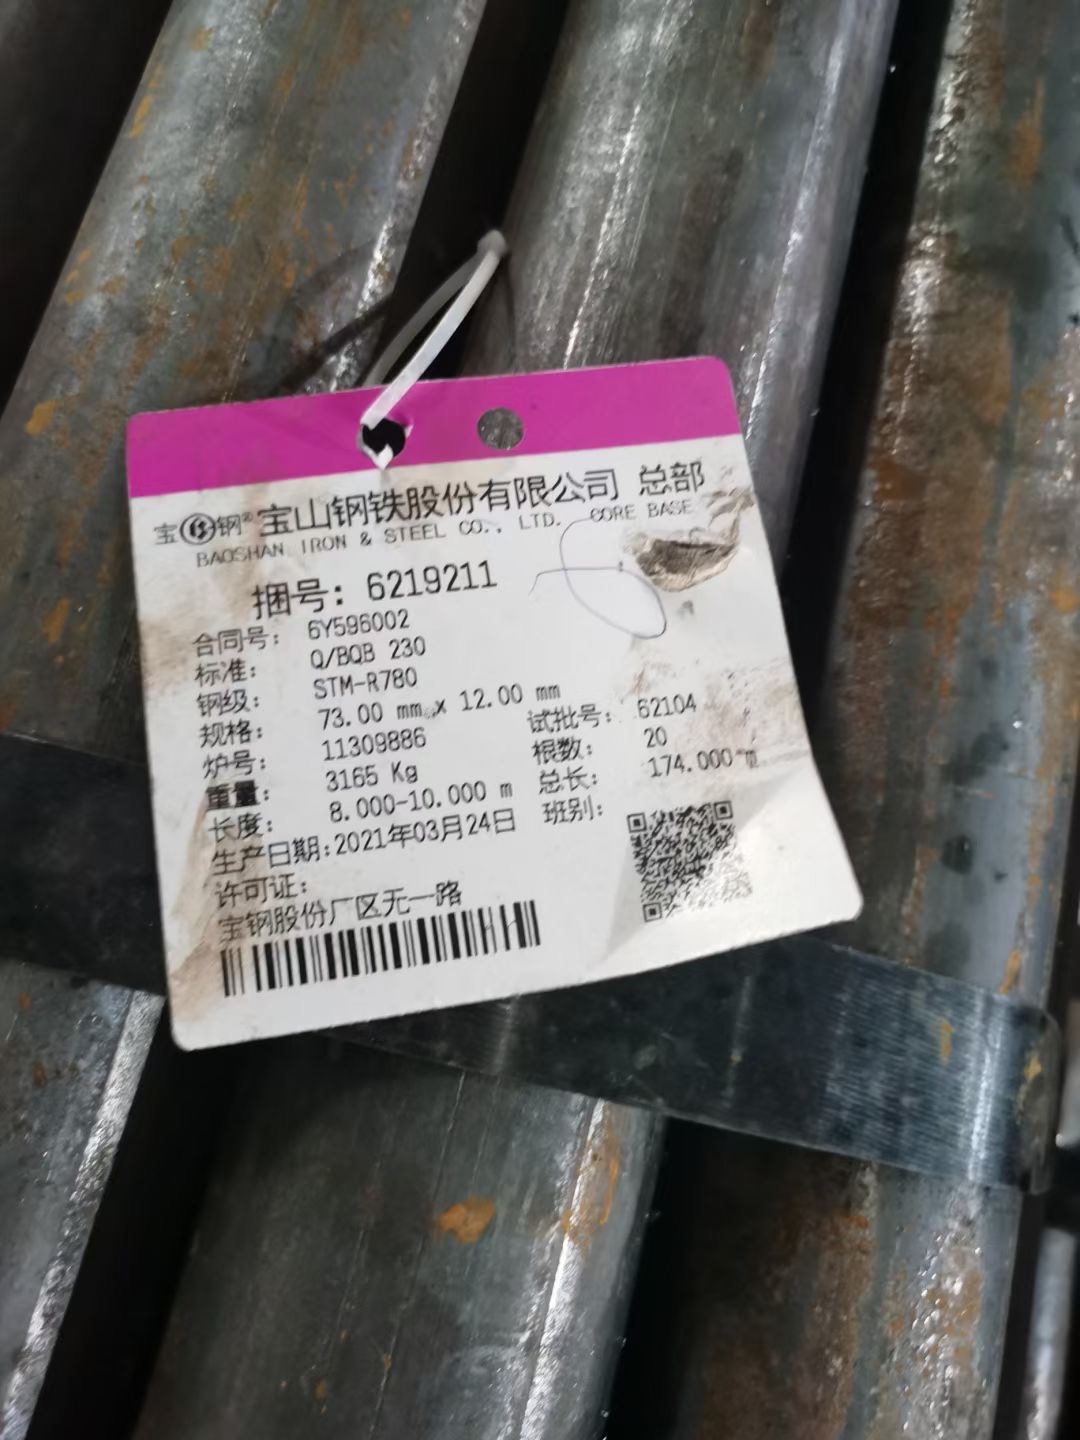 宝钢® 宝山钢铁股份有限公司 总部
BAOSHAN IRON & STEEL CO., LTD. CORE BASE
捆号: 6219211
合同号: 6Y596002
标准: Q/BQB 230
钢级: STM-R780
规格: 73.00 mm x 12.00 mm
炉号: 11309886 试批号: 62104
重量: 3165 Kg 根数: 20
长度: 8.000-10.000 m 总长: 174.000 m
生产日期:2021年03月24日 班别:
许可证:
宝钢股份厂区无一路